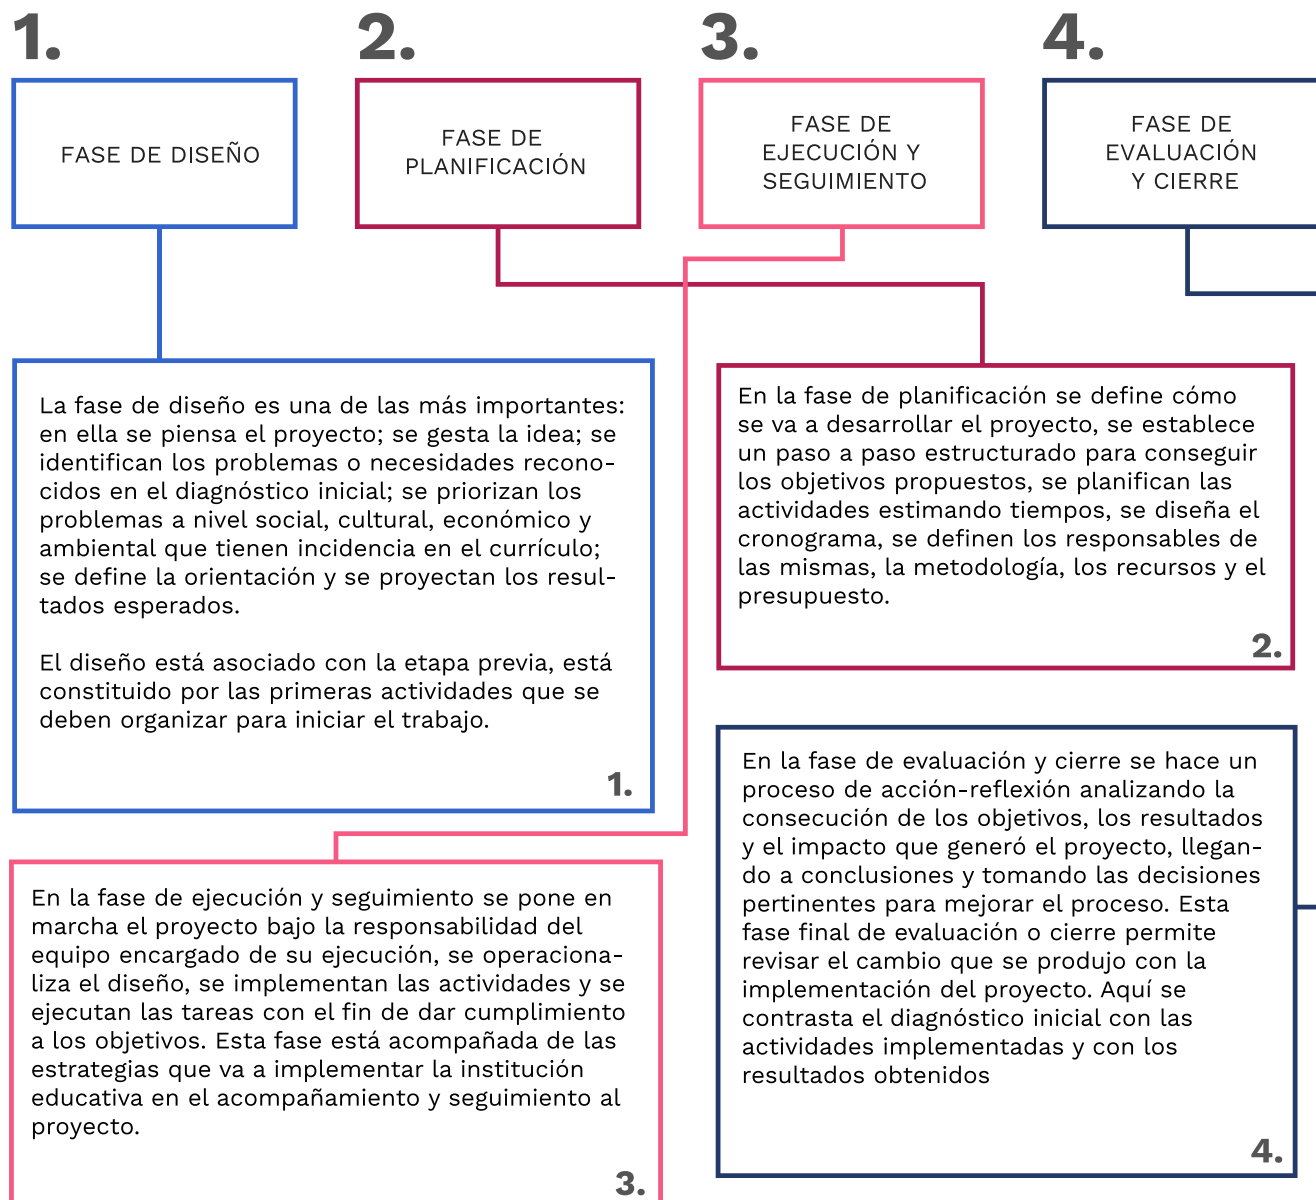 1.
2.
3.
4.
FASE DE DISEÑO
FASE DE
PLANIFICACIÓN
FASE DE
EJECUCIÓN Y
SEGUIMIENTO
FASE DE
EVALUACIÓN
Y CIERRE
La fase de diseño es una de las más importantes:
en ella se piensa el proyecto; se gesta la idea; se
identifican los problemas o necesidades recono-
cidos en el diagnóstico inicial; se priorizan los
problemas a nivel social, cultural, económico y
ambiental que tienen incidencia en el currículo;
se define la orientación y se proyectan los resul-
tados esperados.
El diseño está asociado con la etapa previa, está
constituido por las primeras actividades que se
deben organizar para iniciar el trabajo.
1.
En la fase de planificación se define cómo
se va a desarrollar el proyecto, se establece
un paso a paso estructurado para conseguir
los objetivos propuestos, se planifican las
actividades estimando tiempos, se diseña el
cronograma, se definen los responsables de
las mismas, la metodología, los recursos y el
presupuesto.
2.
En la fase de ejecución y seguimiento se pone en
marcha el proyecto bajo la responsabilidad del
equipo encargado de su ejecución, se operaciona-
liza el diseño, se implementan las actividades y se
ejecutan las tareas con el fin de dar cumplimiento
a los objetivos. Esta fase está acompañada de las
estrategias que va a implementar la institución
educativa en el acompañamiento y seguimiento al
proyecto.
3.
En la fase de evaluación y cierre se hace un
proceso de acción-reflexión analizando la
consecución de los objetivos, los resultados
y el impacto que generó el proyecto, llegan-
do a conclusiones y tomando las decisiones
pertinentes para mejorar el proceso. Esta
fase final de evaluación o cierre permite
revisar el cambio que se produjo con la
implementación del proyecto. Aquí se
contrasta el diagnóstico inicial con las
actividades implementadas y con los
resultados obtenidos
4.